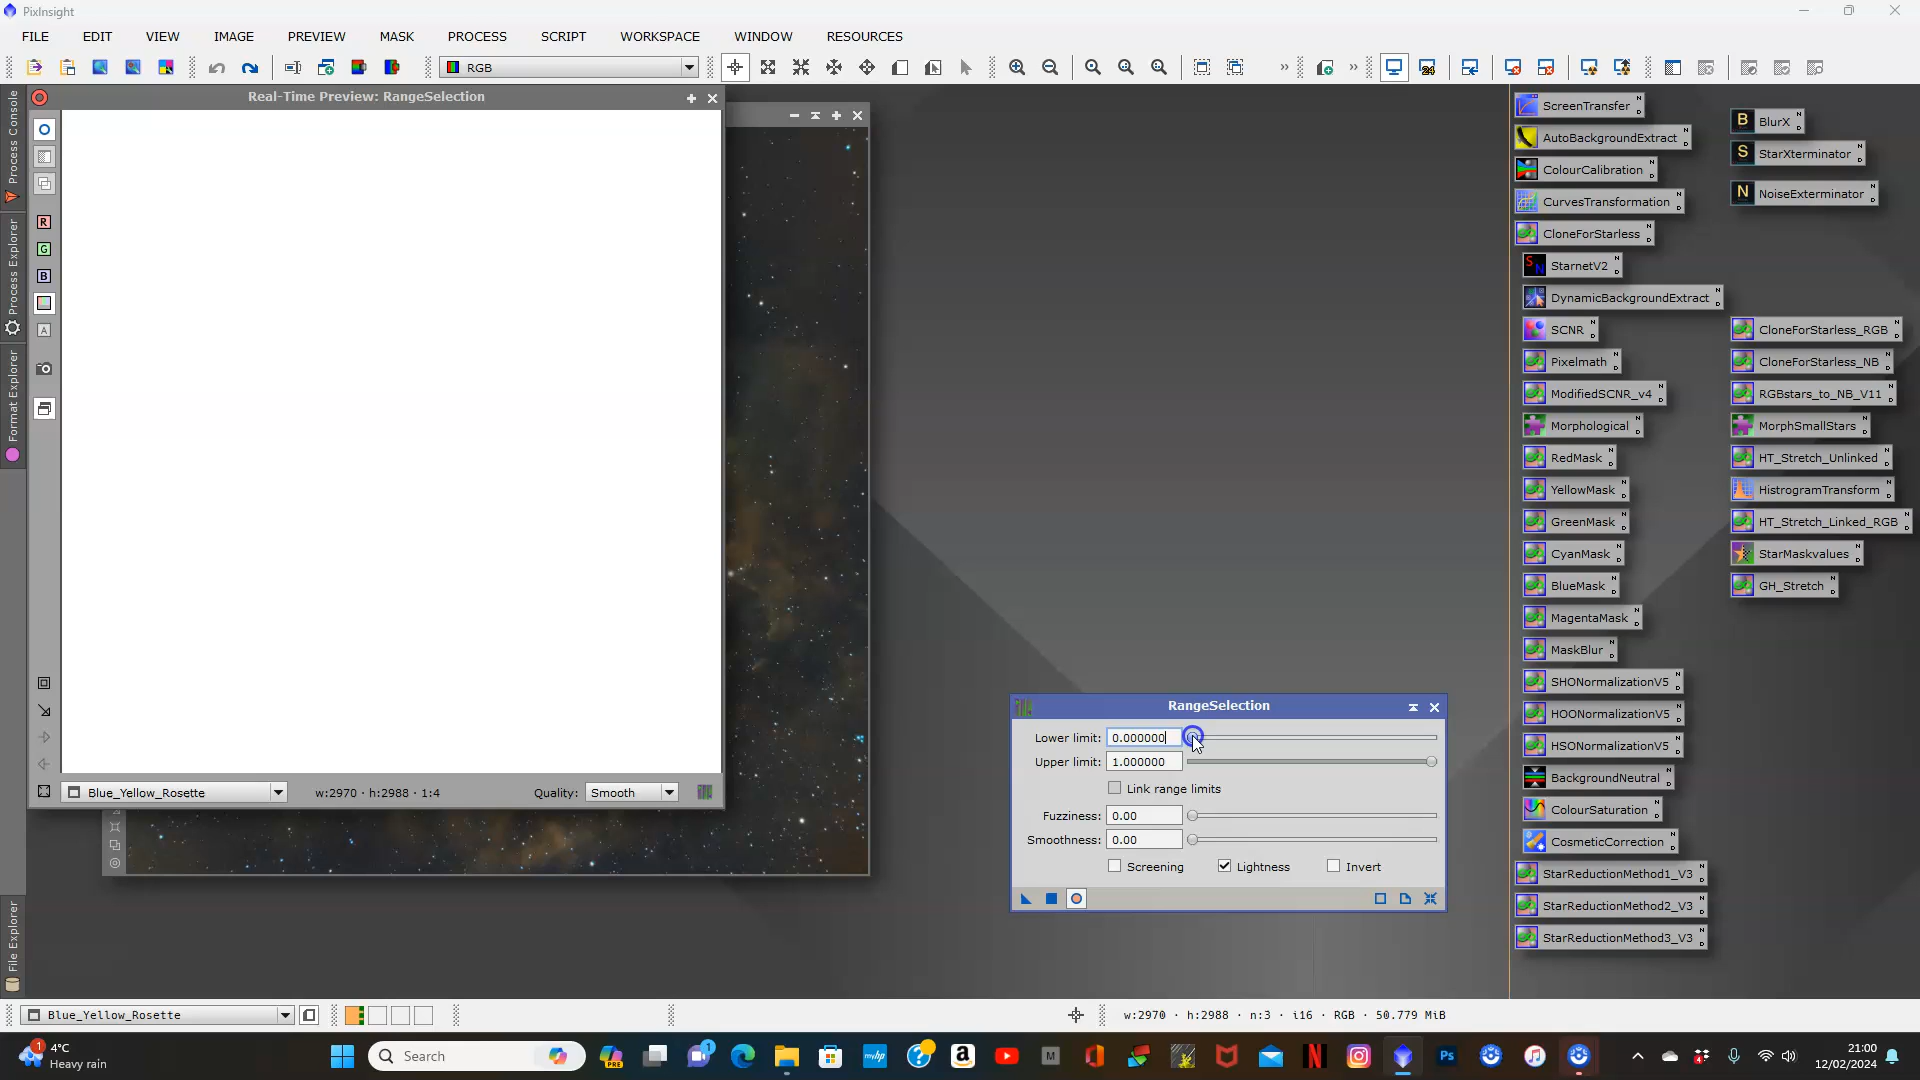 PixInsight
FILE EDIT VIEW IMAGE PREVIEW MASK PROCESS SCRIPT WORKSPACE WINDOW RESOURCES
RGB
24
Real-Time Preview: RangeSelection
Process Console
Process Explorer
Format Explorer
File Explorer
R
G
B
A
Blue_Yellow_Rosette
w:2970 · h:2988 · 1:4
Quality: Smooth
RangeSelection
Lower limit: 0.000000
Upper limit: 1.000000
Link range limits
Fuzziness: 0.00
Smoothness: 0.00
Screening Lightness Invert
ScreenTransfer
AutoBackgroundExtract
ColourCalibration
CurvesTransformation
CloneForStarless
StarnetV2
DynamicBackgroundExtract
SCNR
Pixelmath
ModifiedSCNR_v4
Morphological
RedMask
YellowMask
GreenMask
CyanMask
BlueMask
MagentaMask
MaskBlur
SHONormalizationV5
HOONormalizationV5
HSONormalizationV5
BackgroundNeutral
ColourSaturation
CosmeticCorrection
StarReductionMethod1_V3
StarReductionMethod2_V3
StarReductionMethod3_V3
B BlurX
S StarXterminator
N NoiseExterminator
CloneForStarless_RGB
CloneForStarless_NB
RGBstars_to_NB_V11
MorphSmallStars
HT_Stretch_Unlinked
HistrogramTransform
HT_Stretch_Linked_RGB
StarMaskvalues
GH_Stretch
Blue_Yellow_Rosette
w:2970 · h:2988 · n:3 · i16 · RGB · 50.779 MiB
4°C
Heavy rain
Search
21:00
12/02/2024